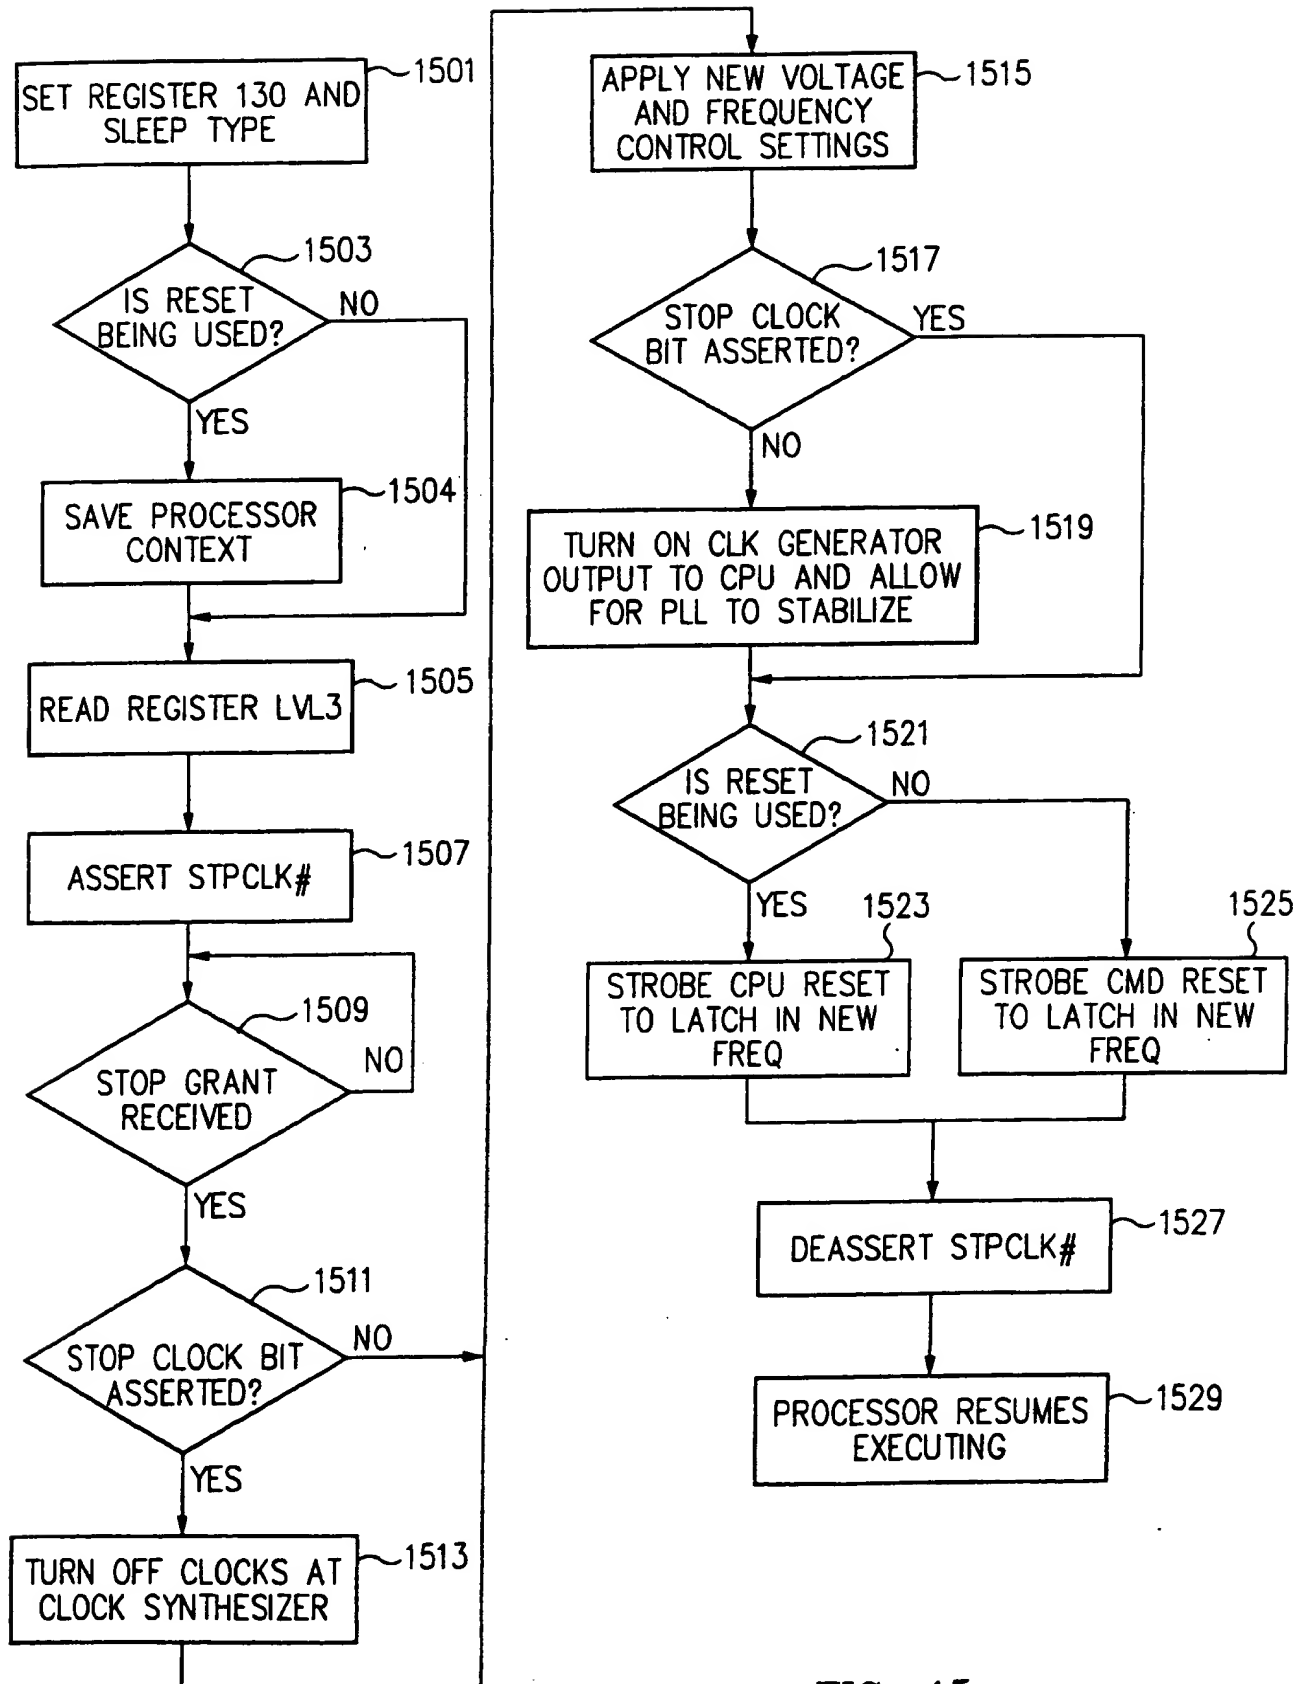 1501
SET REGISTER 130 AND
SLEEP TYPE
1503
IS RESET
BEING USED?
NO
YES
1504
SAVE PROCESSOR
CONTEXT
1505
READ REGISTER LVL3
1507
ASSERT STPCLK#
1509
STOP GRANT
RECEIVED
NO
YES
1511
STOP CLOCK BIT
ASSERTED?
NO
YES
1513
TURN OFF CLOCKS AT
CLOCK SYNTHESIZER
1515
APPLY NEW VOLTAGE
AND FREQUENCY
CONTROL SETTINGS
1517
STOP CLOCK
BIT ASSERTED?
YES
NO
1519
TURN ON CLK GENERATOR
OUTPUT TO CPU AND ALLOW
FOR PLL TO STABILIZE
1521
IS RESET
BEING USED?
NO
YES
1523
STROBE CPU RESET
TO LATCH IN NEW
FREQ
1525
STROBE CMD RESET
TO LATCH IN NEW
FREQ
1527
DEASSERT STPCLK#
1529
PROCESSOR RESUMES
EXECUTING